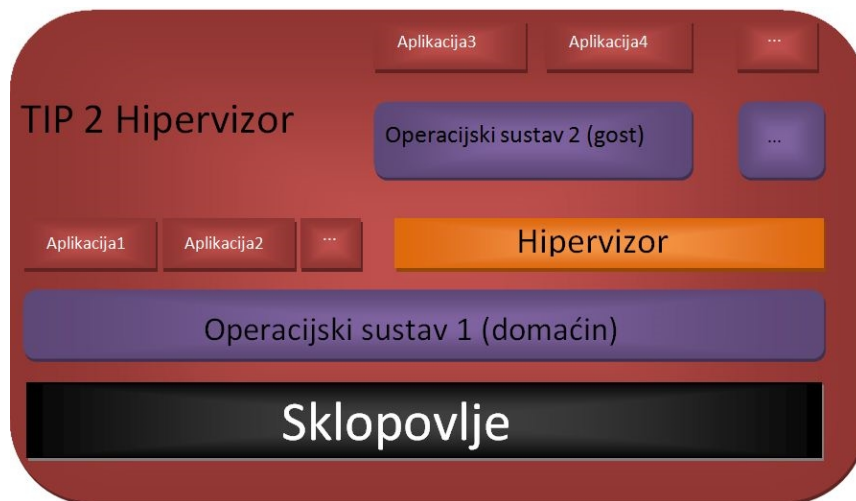 Aplikacija3 Aplikacija4 ...
TIP 2 Hipervizor
Operacijski sustav 2 (gost) ...
Aplikacija1 Aplikacija2 ... Hipervizor
Operacijski sustav 1 (domaćin)
Sklopovlje